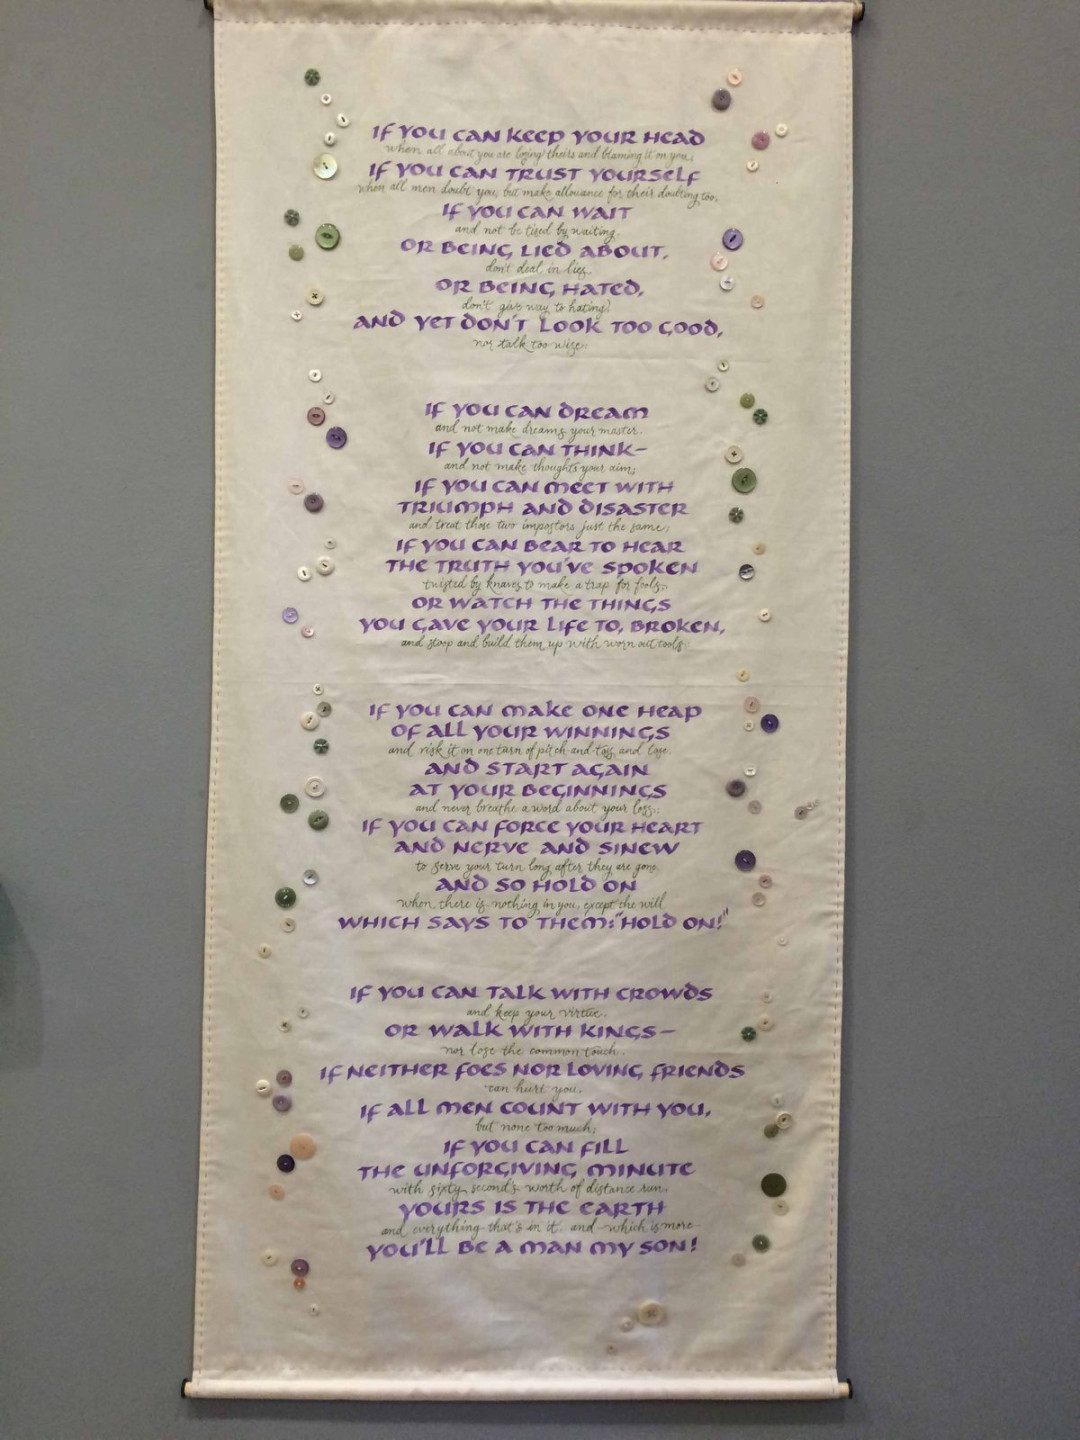 IF YOU CAN KEEP YOUR HEAD
when all about you are losing theirs and blaming it on you,
IF YOU CAN TRUST YOURSELF
when all men doubt you, but make allowance for their doubting too,
IF YOU CAN WAIT
and not be tired by waiting,
OR BEING LIED ABOUT,
don't deal in lies,
OR BEING HATED,
don't give way to hating,
AND YET DON'T LOOK TOO GOOD,
nor talk too wise:
IF YOU CAN DREAM
and not make dreams your master.
IF YOU CAN THINK—
and not make thoughts your aim;
IF YOU CAN MEET WITH
TRIUMPH AND DISASTER
and treat those two impostors just the same;
IF YOU CAN BEAR TO HEAR
THE TRUTH YOU'VE SPOKEN
twisted by knaves to make a trap for fools,
OR WATCH THE THINGS
YOU GAVE YOUR LIFE TO, BROKEN,
and stoop and build them up with worn out tools:
IF YOU CAN MAKE ONE HEAP
OF ALL YOUR WINNINGS
and risk it on one turn of pitch-and-toss, and lose
AND START AGAIN
AT YOUR BEGINNINGS
and never breathe a word about your loss;
IF YOU CAN FORCE YOUR HEART
AND NERVE AND SINEW
to serve your turn long after they are gone,
AND SO HOLD ON
when there is nothing in you, except the will
WHICH SAYS TO THEM: "HOLD ON!"
IF YOU CAN TALK WITH CROWDS
and keep your virtue,
OR WALK WITH KINGS—
nor lose the common touch.
IF NEITHER FOES NOR LOVING FRIENDS
can hurt you,
IF ALL MEN COUNT WITH YOU,
but none too much;
IF YOU CAN FILL
THE UNFORGIVING MINUTE
with sixty second's worth of distance run,
YOURS IS THE EARTH
and everything that's in it, and—which is more—
YOU'LL BE A MAN MY SON!